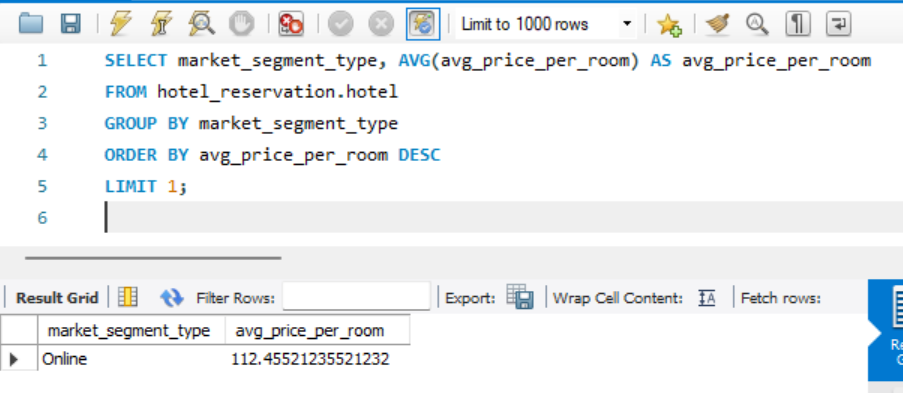 Limit to 1000 rows
1 SELECT market_segment_type, AVG(avg_price_per_room) AS avg_price_per_room
2 FROM hotel_reservation.hotel
3 GROUP BY market_segment_type
4 ORDER BY avg_price_per_room DESC
5 LIMIT 1;
6
Result Grid Filter Rows: Export: Wrap Cell Content: IA Fetch rows:
market_segment_type avg_price_per_room
Online 112.45521235521232